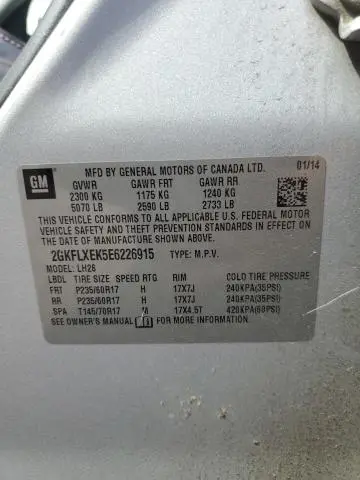 GM
MFD BY GENERAL MOTORS OF CANADA LTD. 01/14
GVWR GAWR FRT GAWR RR
2300 KG 1175 KG 1240 KG
5070 LB 2590 LB 2733 LB
THIS VEHICLE CONFORMS TO ALL APPLICABLE U.S. FEDERAL MOTOR
VEHICLE SAFETY AND THEFT PREVENTION STANDARDS IN EFFECT ON
THE DATE OF MANUFACTURE SHOWN ABOVE.
2GKFLXEK5E6226915 TYPE: M.P.V.
MODEL: LH26
LBDL TIRE SIZE SPEED RTG RIM COLD TIRE PRESSURE
FRT P235/60R17 H 17X7J 240KPA(35PSI)
RR P235/60R17 H 17X7J 240KPA(35PSI)
SPA T145/70R17 M 17X4.5T 420KPA(60PSI)
SEE OWNER'S MANUAL FOR MORE INFORMATION.